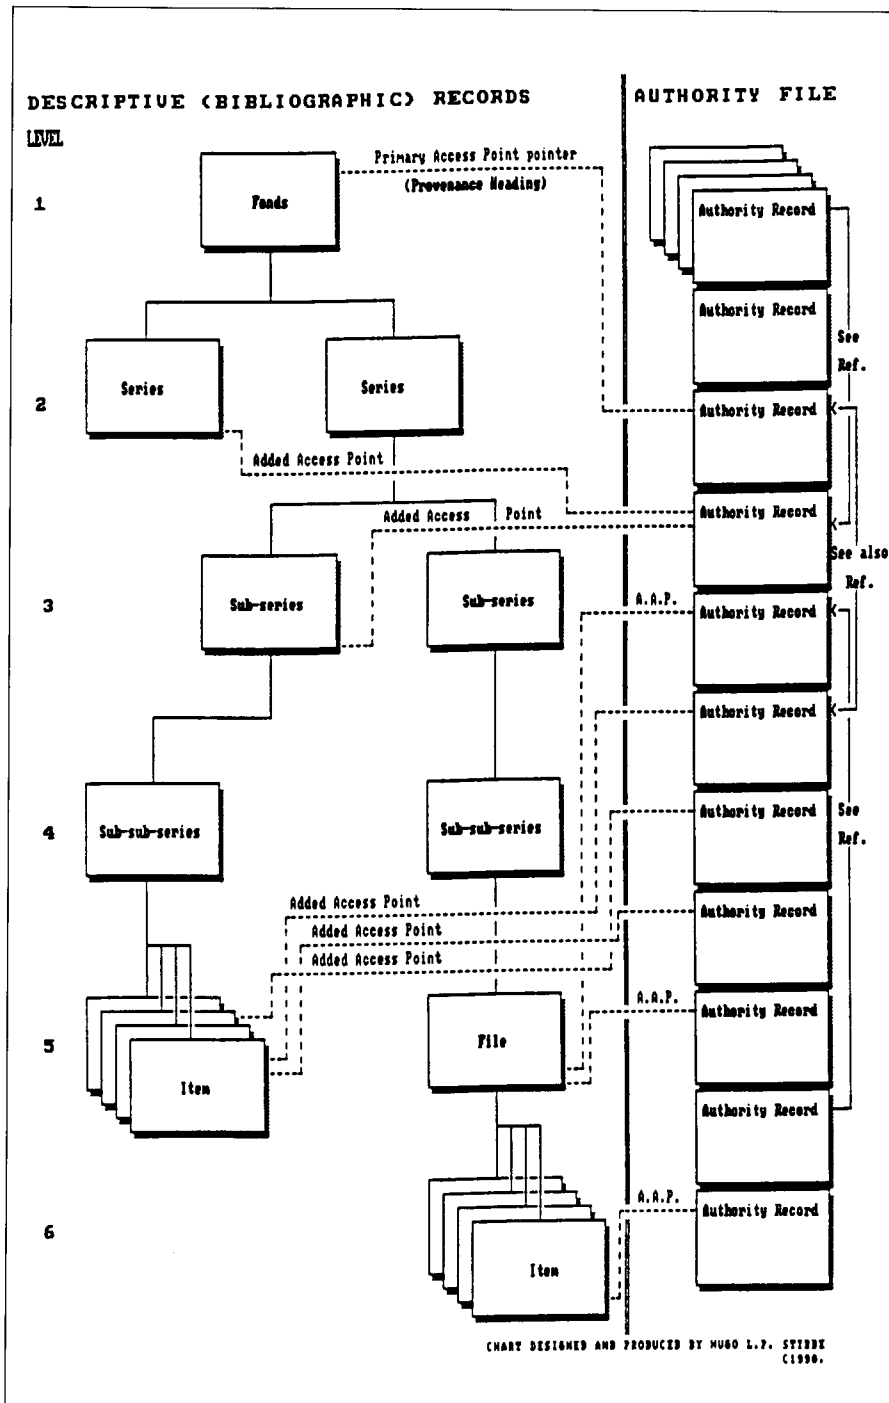 DESCRIPTIVE (BIBLIOGRAPHIC) RECORDS
AUTHORITY FILE
LEVEL
Primary Access Point pointer
(Provenance Heading)
1
Fonds
Authority Record
Authority Record
See
Ref.
Series
Series
2
Authority Record
Added Access Point
Added Access Point
Authority Record
See also
Ref.
3
Sub-series
Sub-series
A.A.P.
Authority Record
Authority Record
4
Sub-sub-series
Sub-sub-series
Authority Record
See
Ref.
Added Access Point
Added Access Point
Added Access Point
Authority Record
A.A.P.
Authority Record
5
File
Item
Authority Record
A.A.P.
Authority Record
6
Item
CHART DESIGNED AND PRODUCED BY HUGO L.P. STIBBE
C1990.